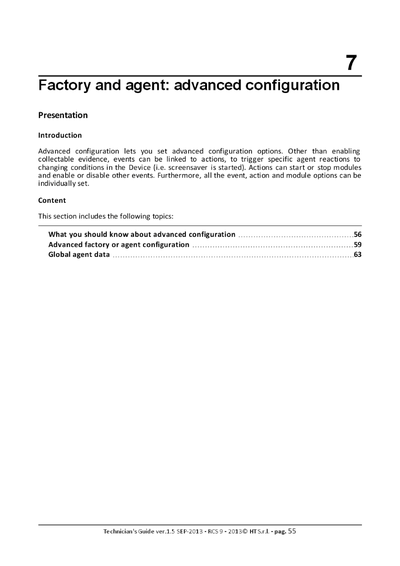 7
Factory and agent: advanced configuration
Presentation
Introduction
Advanced configuration lets you set advanced configuration options. Other than enabling
collectable evidence, events can be linked to actions, to trigger specific agent reactions to
changing conditions in the Device (i.e. screensaver is started). Actions can start or stop modules
and enable or disable other events. Furthermore, all the event, action and module options can be
individually set.
Content
This section includes the following topics:
What you should know about advanced configuration 56
Advanced factory or agent configuration 59
Global agent data 63
Technician's Guide ver.1.5 SEP-2013 - RCS 9 - 2013© HT S.r.l. - pag. 55